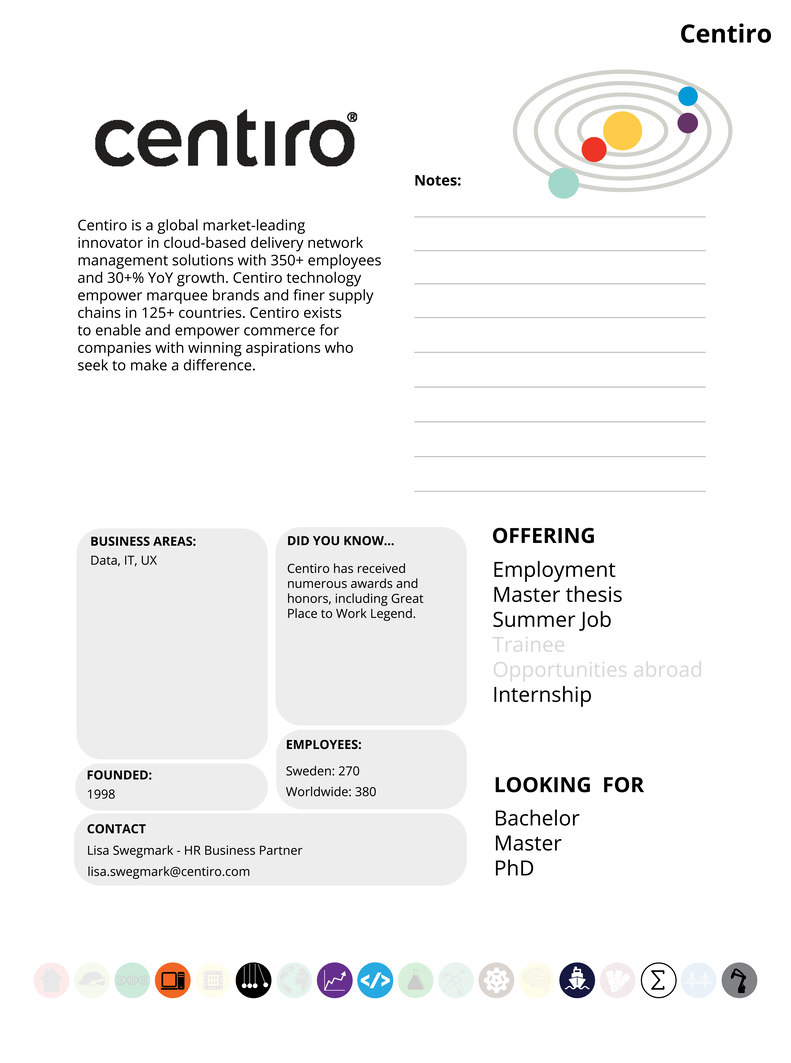 Centiro
centiro®
Notes:
Centiro is a global market-leading
innovator in cloud-based delivery network
management solutions with 350+ employees
and 30+% YoY growth. Centiro technology
empower marquee brands and finer supply
chains in 125+ countries. Centiro exists
to enable and empower commerce for
companies with winning aspirations who
seek to make a difference.
BUSINESS AREAS:
Data, IT, UX
DID YOU KNOW...
Centiro has received
numerous awards and
honors, including Great
Place to Work Legend.
OFFERING
Employment
Master thesis
Summer Job
Trainee
Opportunities abroad
Internship
EMPLOYEES:
Sweden: 270
Worldwide: 380
FOUNDED:
1998
LOOKING FOR
Bachelor
Master
PhD
CONTACT
Lisa Swegmark - HR Business Partner
lisa.swegmark@centiro.com
</>
Σ